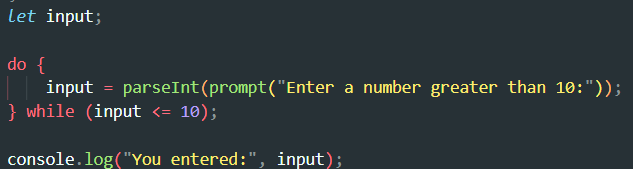 let input;
do {
input = parseInt(prompt("Enter a number greater than 10:"));
} while (input <= 10);
console.log("You entered:", input);